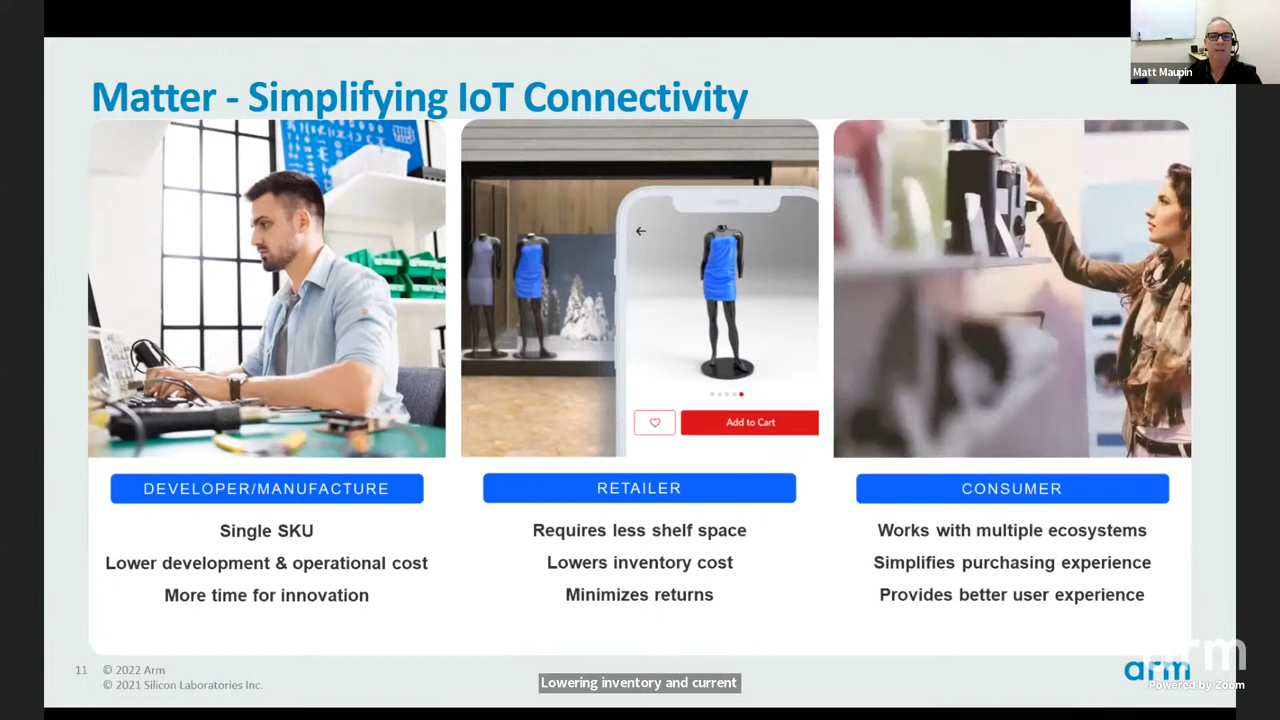 Matt Maupin
Matter - Simplifying IoT Connectivity
Add to Cart
DEVELOPER/MANUFACTURE
Single SKU
Lower development & operational cost
More time for innovation
RETAILER
Requires less shelf space
Lowers inventory cost
Minimizes returns
CONSUMER
Works with multiple ecosystems
Simplifies purchasing experience
Provides better user experience
11 © 2022 Arm
© 2021 Silicon Laboratories Inc.
Lowering inventory and current
arm
arm
Powered by Zoom